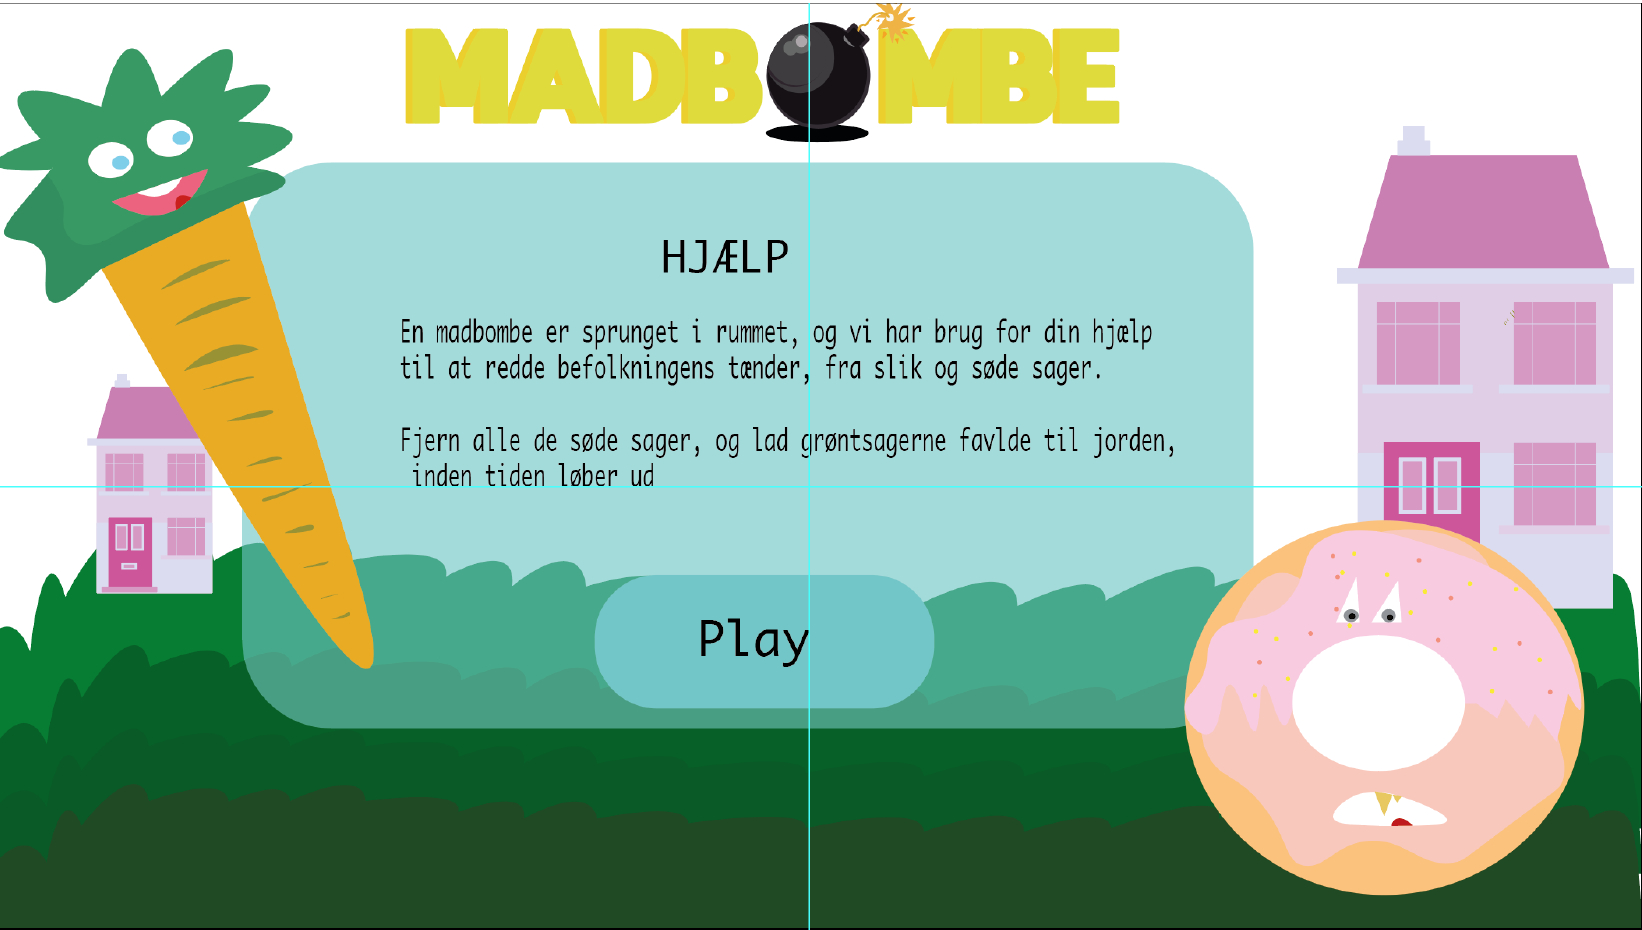 MADBOMBE
HJÆLP
En madbombe er sprunget i rummet, og vi har brug for din hjælp
til at redde befolkningens tænder, fra slik og søde sager.
Fjern alle de søde sager, og lad grøntsagerne favlde til jorden,
inden tiden løber ud
Play